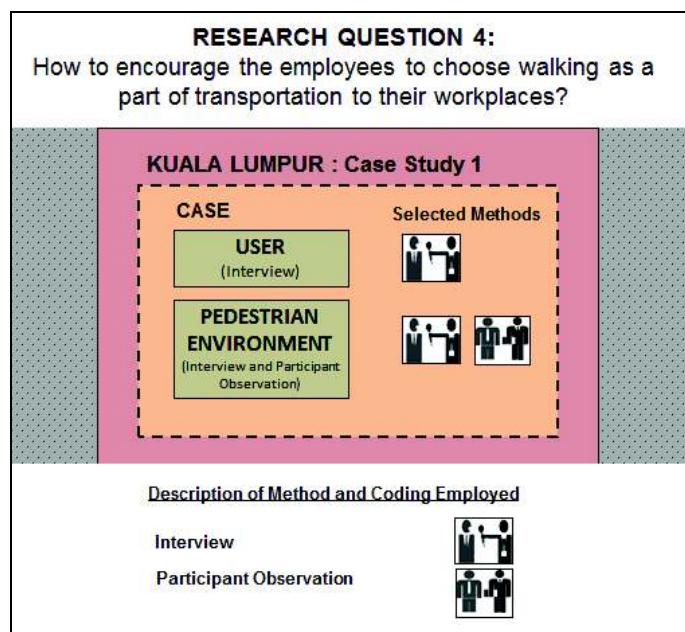 RESEARCH QUESTION 4:
How to encourage the employees to choose walking as a
part of transportation to their workplaces?
KUALA LUMPUR : Case Study 1
CASE
Selected Methods
USER
(Interview)
PEDESTRIAN
ENVIRONMENT
(Interview and Participant
Observation)
Description of Method and Coding Employed
Interview
Participant Observation